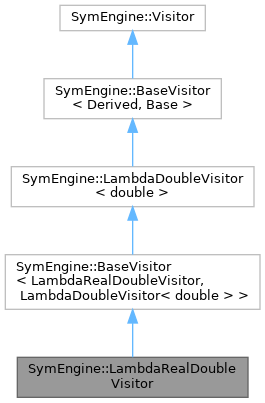 SymEngine::Visitor
SymEngine::BaseVisitor
< Derived, Base >
SymEngine::LambdaDoubleVisitor
< double >
SymEngine::BaseVisitor
< LambdaRealDoubleVisitor,
LambdaDoubleVisitor< double > >
SymEngine::LambdaRealDouble
Visitor